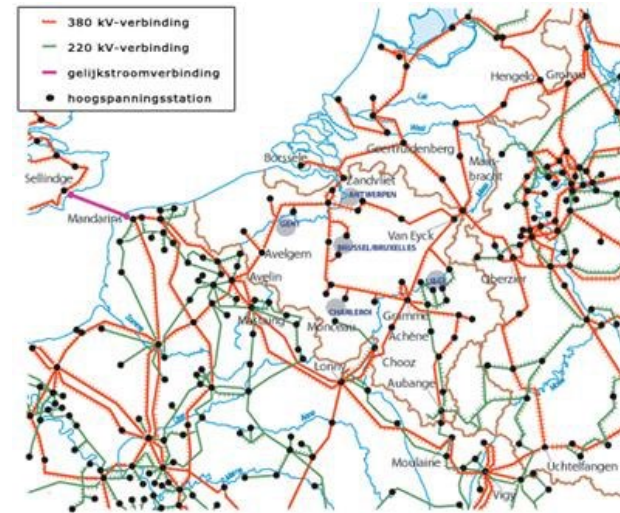 380 kV-verbinding
220 kV-verbinding
gelijkstroomverbinding
hoogspanningsstation
Hengelo
Gronau
Geertruidenberg
Borssele
Zandvliet
Maasbracht
Sellindge
ANTWERPEN
Mandarins
GENT
Van Eyck
BRUSSEL/BRUXELLES
Avelgem
Avelin
Oberzier
Mastaing
CHARLEROI
Gramme
Monceau
Achène
Lonny
Chooz
Aubange
Moulaine
Uchtelfangen
Vigy